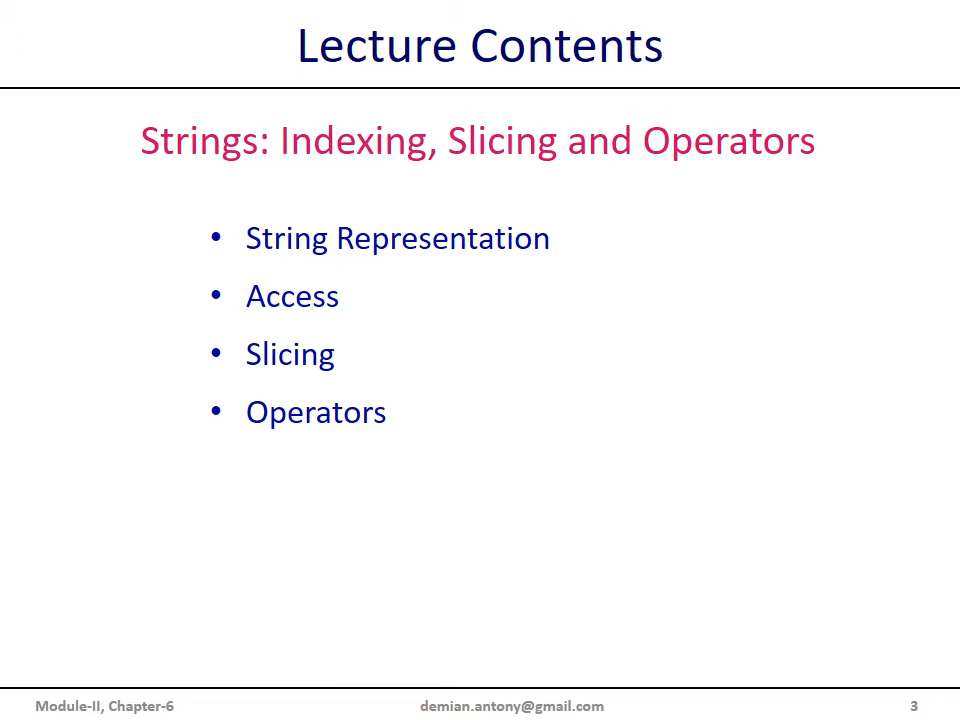 Lecture Contents
Strings: Indexing, Slicing and Operators
• String Representation
• Access
• Slicing
• Operators
Module-II, Chapter-6
demian.antony@gmail.com
3